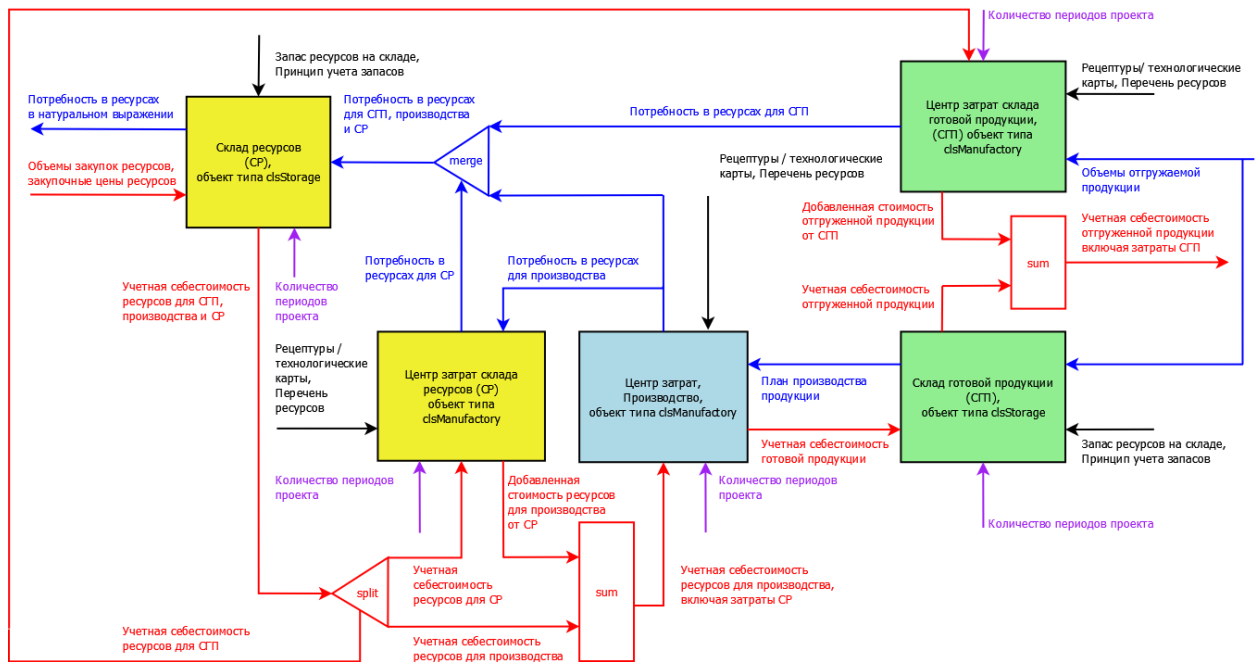 Количество периодов проекта
Запас ресурсов на складе,
Принцип учета запасов
Рецептуры/ технологические
карты, Перечень ресурсов
Потребность в ресурсах
в натуральном выражении
Потребность в ресурсах
для СГП, производства
и СР
Потребность в ресурсах для СГП
Центр затрат склада
готовой продукции,
(СГП) объект типа
clsManufactory
Склад ресурсов
(СР),
объект типа clsStorage
merge
Рецептуры / технологические
карты, Перечень ресурсов
Объемы закупок ресурсов,
закупочные цены ресурсов
Объемы отгружаемой
продукции
Добавленная стоимость
отгруженной продукции
от СГП
Учетная себестоимость
отгруженной продукции
включая затраты СГП
sum
Потребность в
ресурсах для СР
Потребность в ресурсах
для производства
Учетная себестоимость
ресурсов для СГП,
производства и СР
Количество
периодов
проекта
Учетная себестоимость
отгруженной продукции
Рецептуры /
технологические
карты,
Перечень
ресурсов
Центр затрат склада
ресурсов (СР)
объект типа
clsManufactory
Центр затрат,
Производство,
объект типа clsManufactory
План производства
продукции
Склад готовой продукции
(СГП),
объект типа clsStorage
Учетная себестоимость
готовой продукции
Запас ресурсов на складе,
Принцип учета запасов
Количество периодов
проекта
Добавленная
стоимость ресурсов
для производства
от СР
Количество периодов
проекта
Количество периодов проекта
Учетная
себестоимость
ресурсов для СР
split
sum
Учетная себестоимость
ресурсов для производства,
включая затраты СР
Учетная себестоимость
ресурсов для СГП
Учетная себестоимость
ресурсов для производства